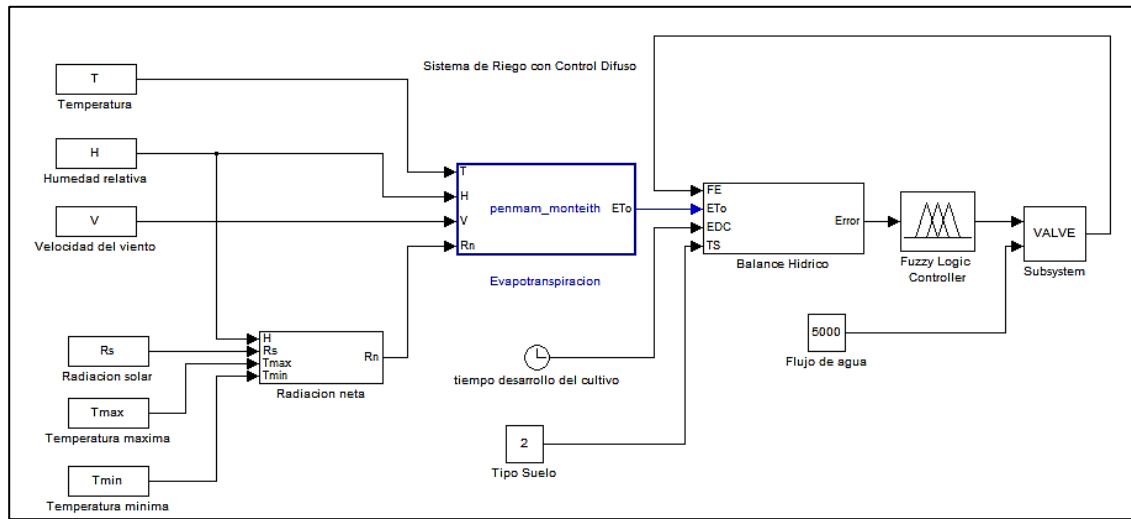 Sistema de Riego con Control Difuso
T
Temperatura
H
Humedad relativa
V
Velocidad del viento
T
H
V
Rn
penmam_monteith
ETo
Evapotranspiracion
FE
ETo
EDC
TS
Error
Balance Hidrico
Fuzzy Logic
Controller
VALVE
Subsystem
5000
Flujo de agua
Rs
Radiacion solar
Tmax
Temperatura maxima
Tmin
Temperatura minima
H
Rs
Tmax
Tmin
Rn
Radiacion neta
tiempo desarrollo del cultivo
2
Tipo Suelo